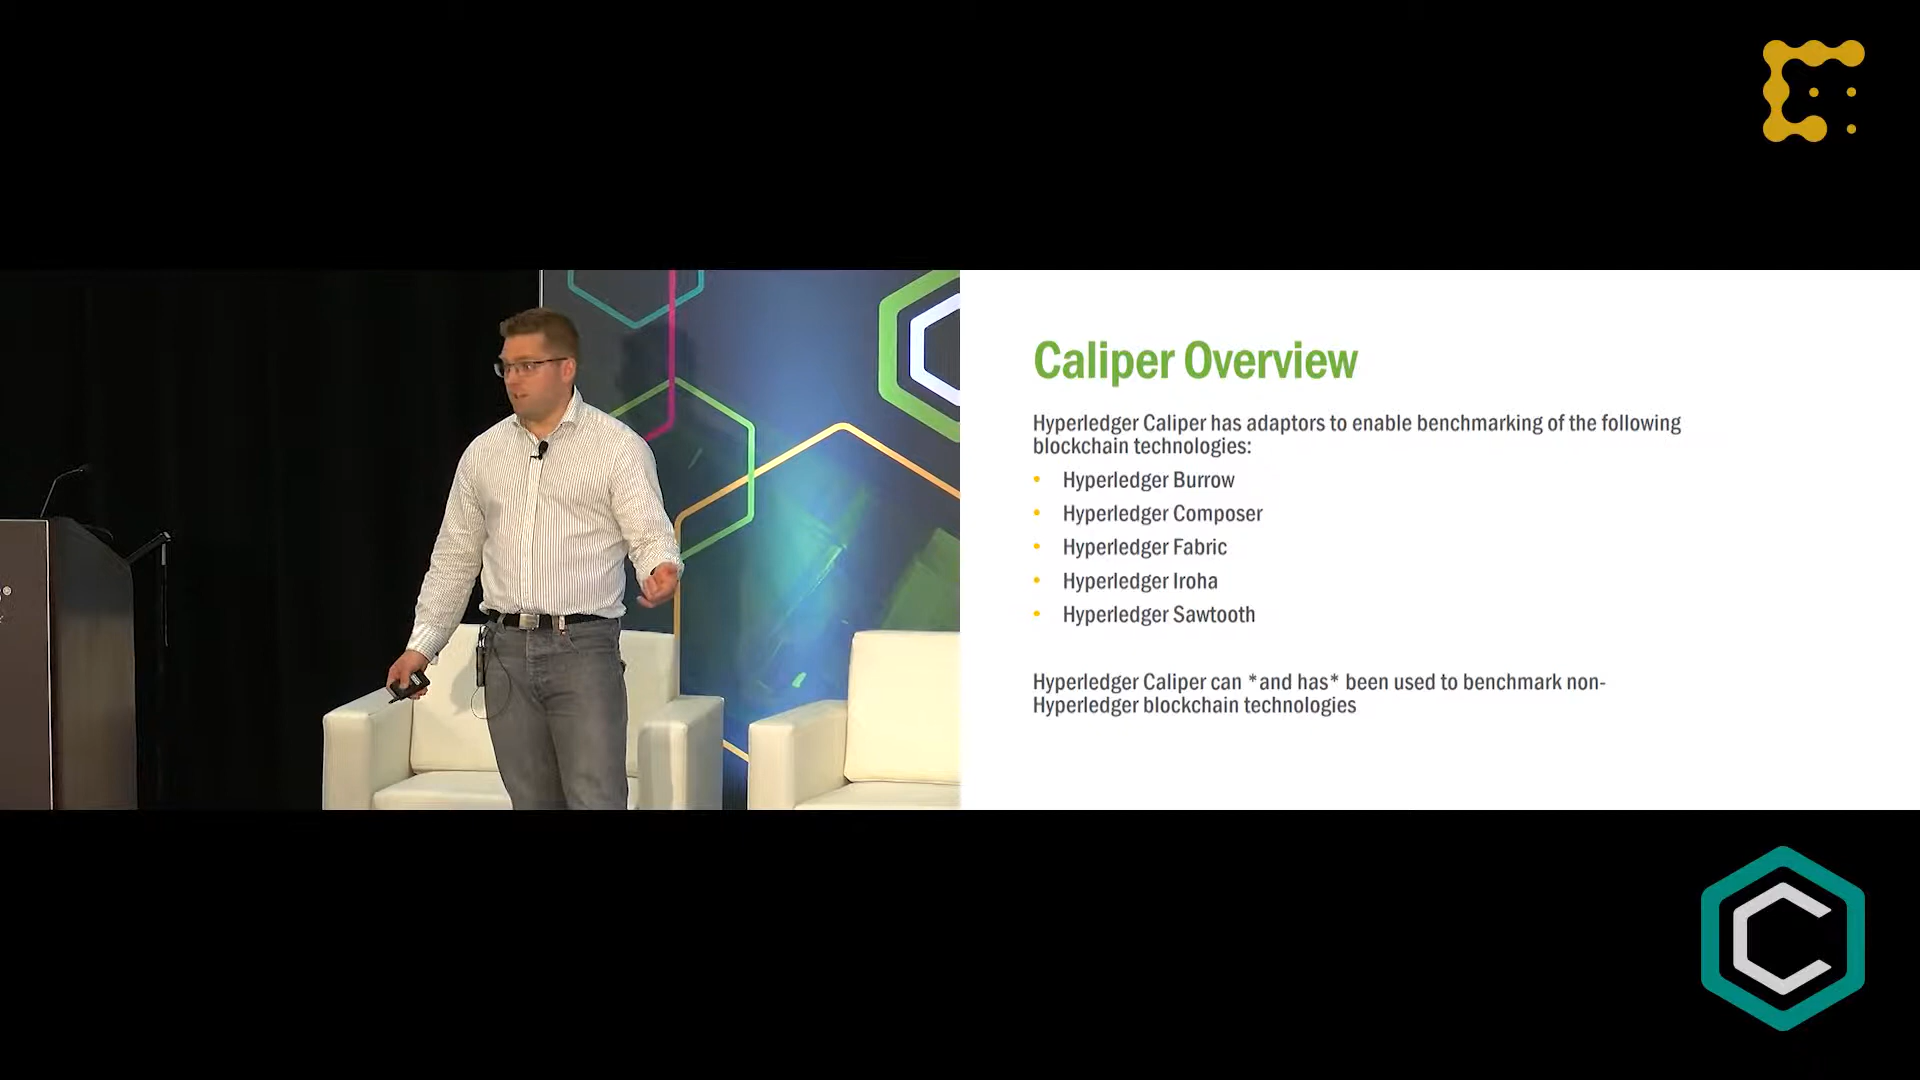 Caliper Overview
Hyperledger Caliper has adaptors to enable benchmarking of the following
blockchain technologies:
• Hyperledger Burrow
• Hyperledger Composer
• Hyperledger Fabric
• Hyperledger Iroha
• Hyperledger Sawtooth
Hyperledger Caliper can *and has* been used to benchmark non-
Hyperledger blockchain technologies